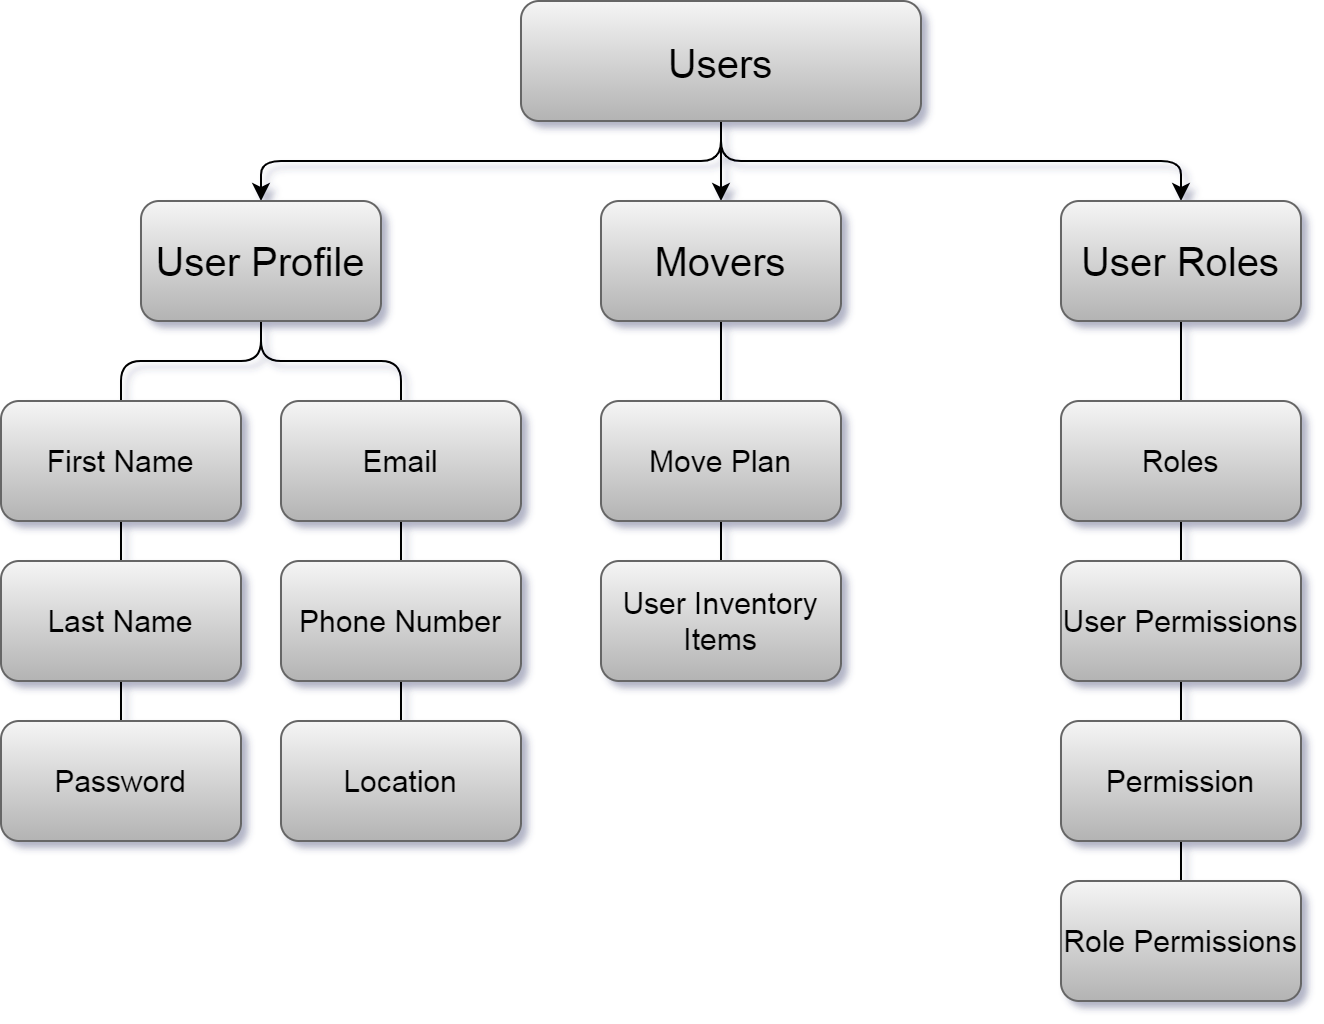 Users
User Profile
Movers
User Roles
First Name
Email
Move Plan
Roles
Last Name
Phone Number
User Inventory
Items
User Permissions
Password
Location
Permission
Role Permissions